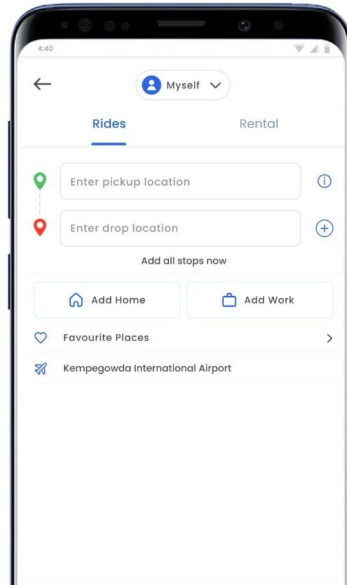 4:40
Myself
Rides Rental
Enter pickup location
Enter drop location
Add all stops now
Add Home Add Work
Favourite Places
Kempegowda International Airport